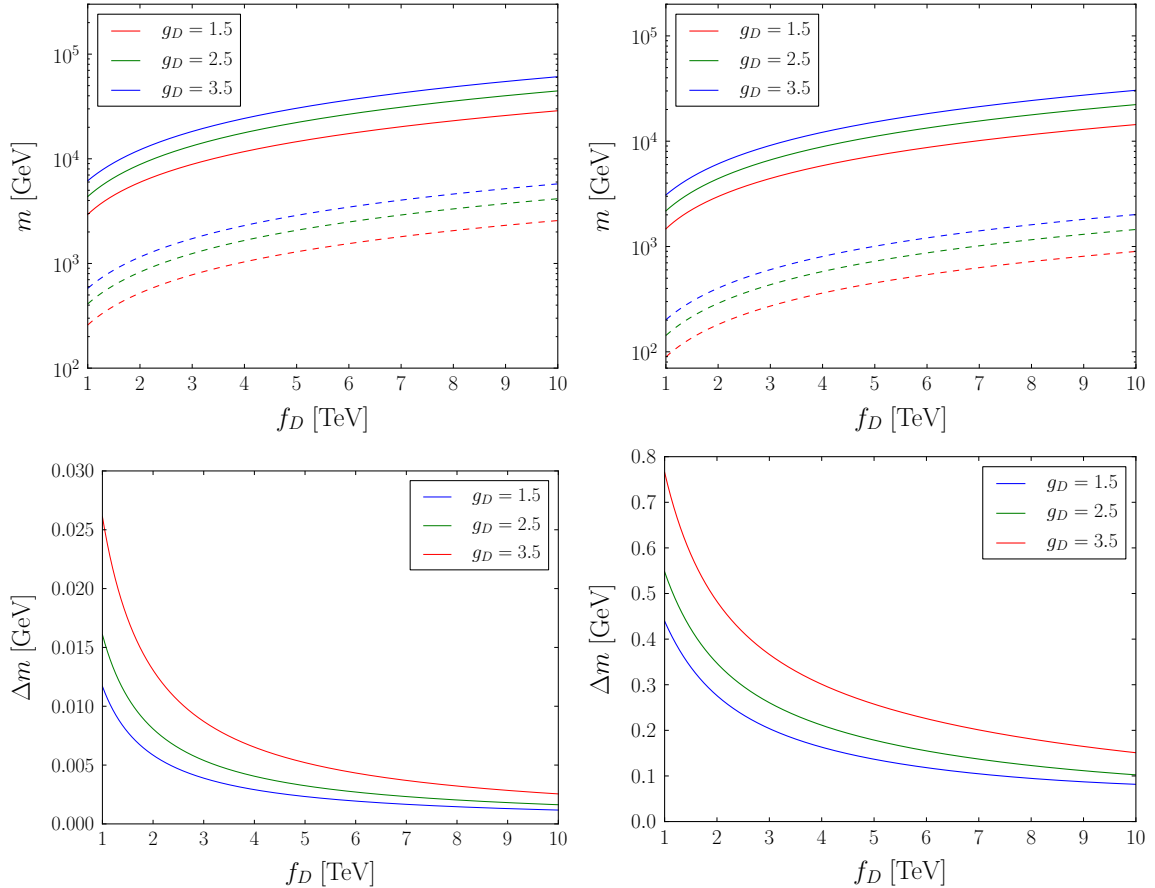 g_D = 1.5
g_D = 2.5
g_D = 3.5
10^5
10^4
10^3
10^2
m [GeV]
1 2 3 4 5 6 7 8 9 10
f_D [TeV]
g_D = 1.5
g_D = 2.5
g_D = 3.5
10^5
10^4
10^3
10^2
m [GeV]
1 2 3 4 5 6 7 8 9 10
f_D [TeV]
g_D = 1.5
g_D = 2.5
g_D = 3.5
0.030
0.025
0.020
0.015
0.010
0.005
0.000
Δm [GeV]
1 2 3 4 5 6 7 8 9 10
f_D [TeV]
g_D = 1.5
g_D = 2.5
g_D = 3.5
0.8
0.7
0.6
0.5
0.4
0.3
0.2
0.1
0.0
Δm [GeV]
1 2 3 4 5 6 7 8 9 10
f_D [TeV]